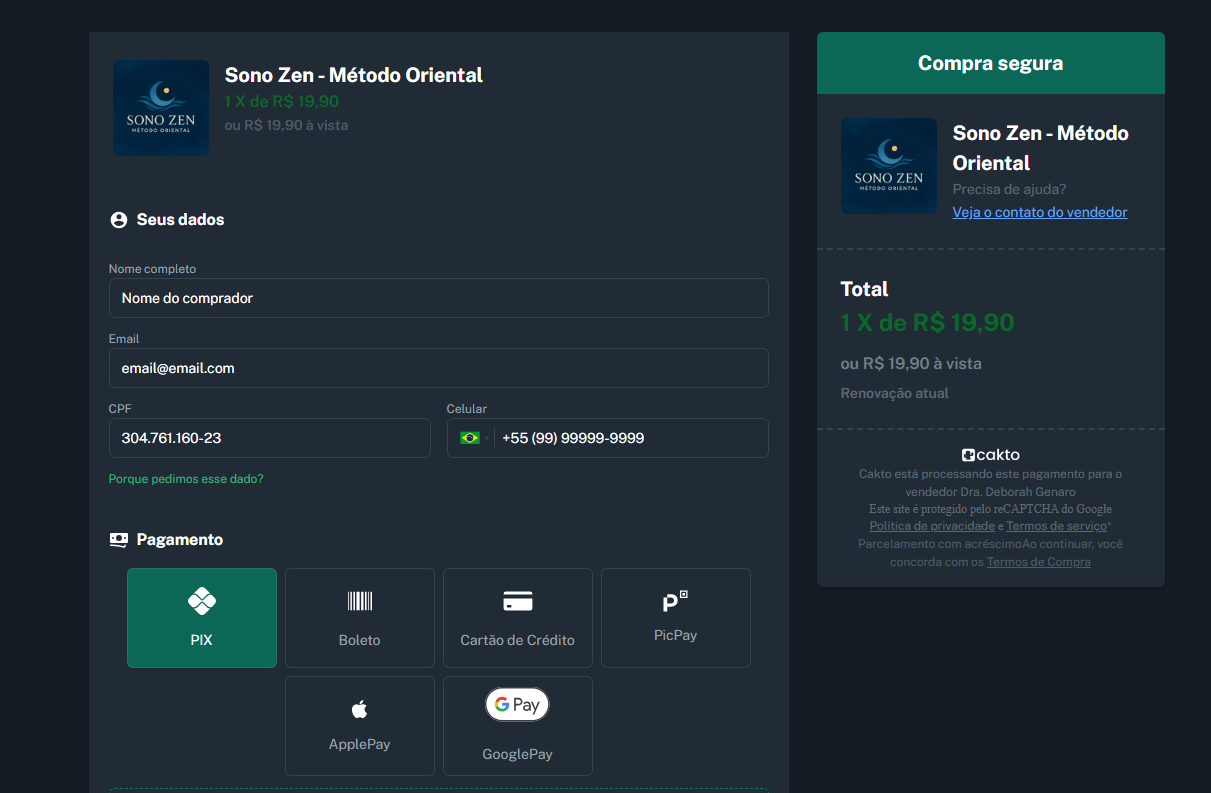 SONO ZEN
MÉTODO ORIENTAL
Sono Zen - Método Oriental
1 X de R$ 19,90
ou R$ 19,90 à vista
Seus dados
Nome completo
Nome do comprador
Email
email@email.com
CPF
Celular
304.761.160-23
+55 (99) 99999-9999
Porque pedimos esse dado?
Pagamento
PIX
Boleto
Cartão de Crédito
PicPay
ApplePay
G Pay
GooglePay
Compra segura
SONO ZEN
MÉTODO ORIENTAL
Sono Zen - Método
Oriental
Precisa de ajuda?
Veja o contato do vendedor
Total
1 X de R$ 19,90
ou R$ 19,90 à vista
Renovação atual
cakto
Cakto está processando este pagamento para o
vendedor Dra. Deborah Genaro
Este site é protegido pelo reCAPTCHA do Google
Política de privacidade e Termos de serviço*
Parcelamento com acréscimoAo continuar, você
concorda com os Termos de Compra